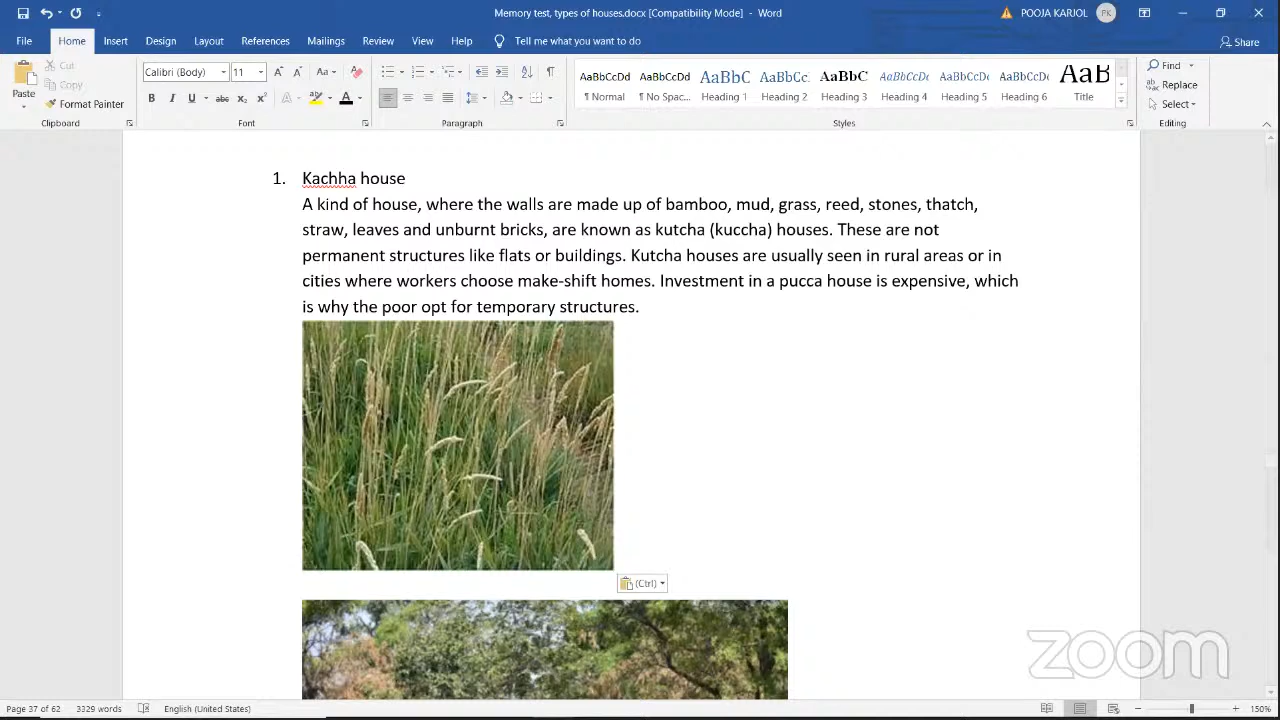 Memory test, types of houses.docx [Compatibility Mode] - Word
POOJA KARJOL
PK
File
Home
Insert
Design
Layout
References
Mailings
Review
View
Help
Tell me what you want to do
Share
Paste
Cut
Copy
Format Painter
Clipboard
Calibri (Body)
11
Font
Paragraph
AaBbCcDd
¶ Normal
AaBbCcDd
¶ No Spac...
AaBbC
Heading 1
AaBbCc.
Heading 2
AaBbC
Heading 3
AaBbCcDc
Heading 4
AaBbCcDc
Heading 5
AaBbCcDc
Heading 6
AaB
Title
Styles
Find
Replace
Select
Editing
1. Kachha house
A kind of house, where the walls are made up of bamboo, mud, grass, reed, stones, thatch,
straw, leaves and unburnt bricks, are known as kutcha (kuccha) houses. These are not
permanent structures like flats or buildings. Kutcha houses are usually seen in rural areas or in
cities where workers choose make-shift homes. Investment in a pucca house is expensive, which
is why the poor opt for temporary structures.
(Ctrl)
zoom
Page 37 of 62
3329 words
English (United States)
150%